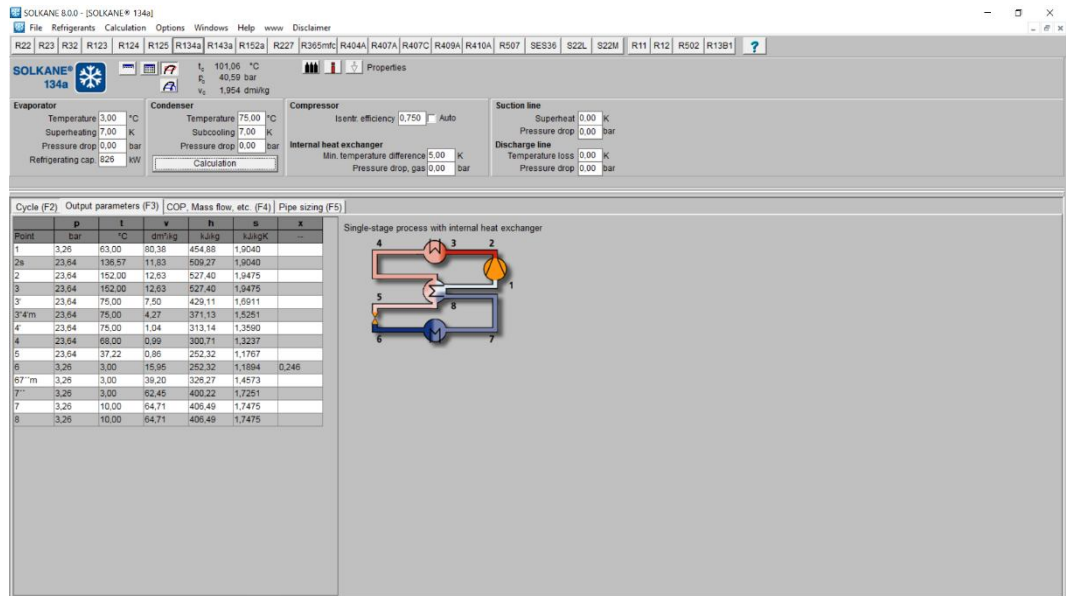 SOLKANE 8.0.0 - [SOLKANE® 134a]
File Refrigerants Calculation Options Windows Help www Disclaimer
R22 R23 R32 R123 R124 R125 R134a R143a R152a R227 R365mfc R404A R407A R407C R409A R410A R507 SES36 S22L S22M R11 R12 R502 R13B1 ?
SOLKANE® 134a
tc 101,06 °C
pc 40,59 bar
vc 1,954 dm³/kg
Properties
Evaporator
Temperature 3,00 °C
Superheating 7,00 K
Pressure drop 0,00 bar
Refrigerating cap. 826 kW
Condenser
Temperature 75,00 °C
Subcooling 7,00 K
Pressure drop 0,00 bar
Calculation
Compressor
Isentr. efficiency 0,750 Auto
Internal heat exchanger
Min. temperature difference 5,00 K
Pressure drop, gas 0,00 bar
Suction line
Superheat 0,00 K
Pressure drop 0,00 bar
Discharge line
Temperature loss 0,00 K
Pressure drop 0,00 bar
Cycle (F2) Output parameters (F3) COP, Mass flow, etc. (F4) Pipe sizing (F5)
p t v h s x
Point bar °C dm³/kg kJ/kg kJ/kgK --
1 3,26 63,00 80,38 454,88 1,9040
2s 23,64 136,57 11,83 509,27 1,9040
2 23,64 152,00 12,63 527,40 1,9475
3 23,64 152,00 12,63 527,40 1,9475
3' 23,64 75,00 7,50 429,11 1,6911
3"4'm 23,64 75,00 4,27 371,13 1,5251
4' 23,64 75,00 1,04 313,14 1,3590
4 23,64 68,00 0,99 300,71 1,3237
5 23,64 37,22 0,86 252,32 1,1767
6 3,26 3,00 15,95 252,32 1,1894 0,246
67''m 3,26 3,00 39,20 326,27 1,4573
7'' 3,26 3,00 62,45 400,22 1,7251
7 3,26 10,00 64,71 406,49 1,7475
8 3,26 10,00 64,71 406,49 1,7475
Single-stage process with internal heat exchanger
4 3 2
1
5
8
6 7